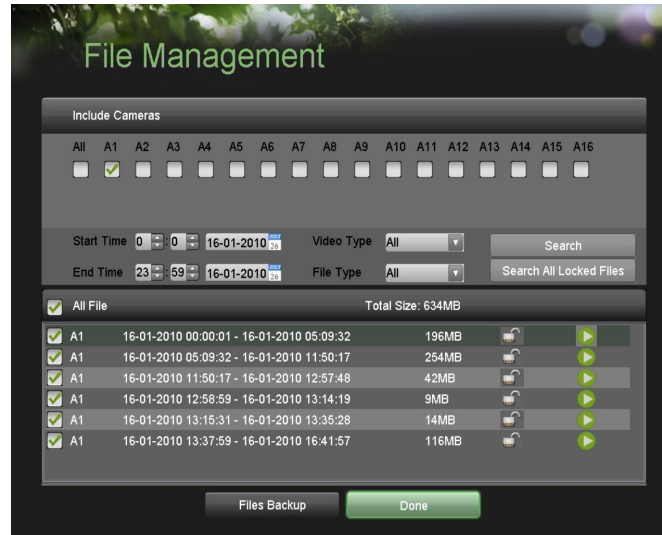 File Management
Include Cameras
All A1 A2 A3 A4 A5 A6 A7 A8 A9 A10 A11 A12 A13 A14 A15 A16
Start Time 0 : 0 16-01-2010 JULY 26 Video Type All Search
End Time 23 : 59 16-01-2010 JULY 26 File Type All Search All Locked Files
All File Total Size: 634MB
A1 16-01-2010 00:00:01 - 16-01-2010 05:09:32 196MB
A1 16-01-2010 05:09:32 - 16-01-2010 11:50:17 254MB
A1 16-01-2010 11:50:17 - 16-01-2010 12:57:48 42MB
A1 16-01-2010 12:58:59 - 16-01-2010 13:14:19 9MB
A1 16-01-2010 13:15:31 - 16-01-2010 13:35:28 14MB
A1 16-01-2010 13:37:59 - 16-01-2010 16:41:57 116MB
Files Backup Done